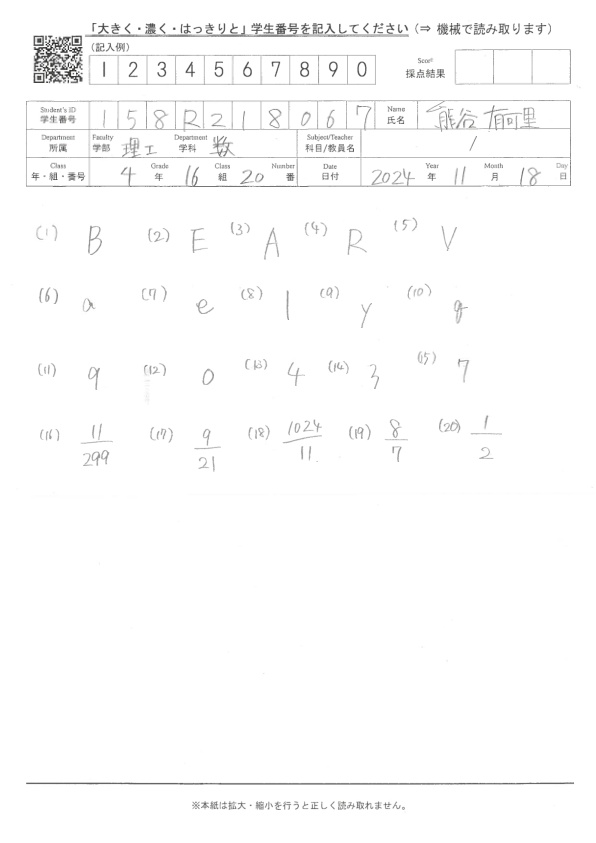 「大きく・濃く・はっきりと」学生番号を記入してください（⇒ 機械で読み取ります）
（記入例）
1 2 3 4 5 6 7 8 9 0
Score
採点結果
Student's ID
学生番号
1 5 8 R 2 1 8 0 6 7
Name
氏名
熊谷 有可里
Department
所属
Faculty
学部
理工
Department
学科
数
Subject/Teacher
科目/教員名
/
Class
年・組・番号
4
Grade
年
16
Class
組
20
Number
番
Date
日付
2024
Year
年
11
Month
月
18
Day
日
(1) B (2) E (3) A (4) R (5) V
(6) a (7) e (8) l (9) y (10) g
(11) 9 (12) 0 (13) 4 (14) 3 (15) 7
(16) 11/299 (17) 9/21 (18) 1024/11 (19) 8/7 (20) 1/2
※本紙は拡大・縮小を行うと正しく読み取れません。